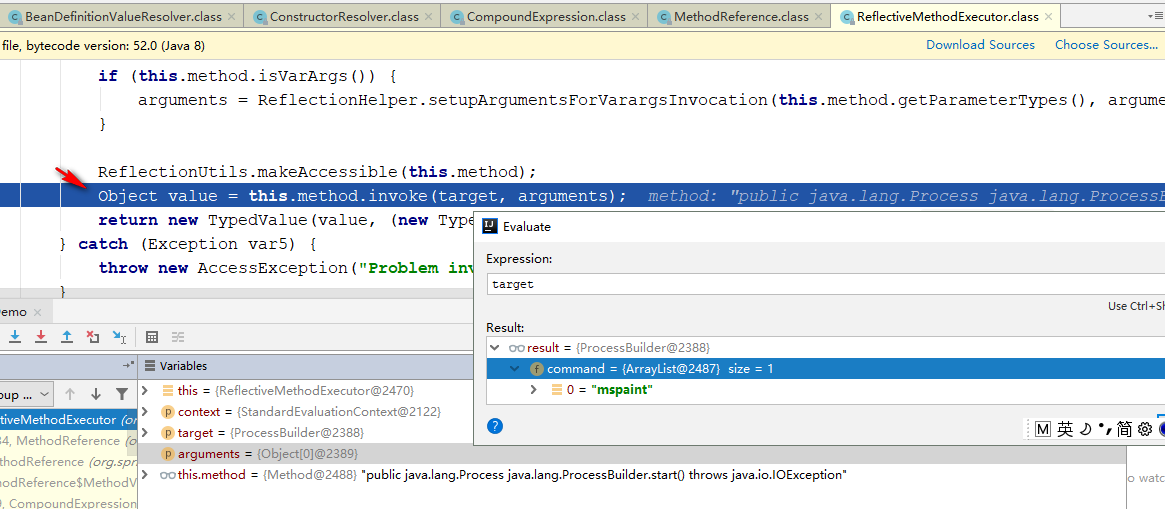 BeanDefinitionValueResolver.class × ConstructorResolver.class × CompoundExpression.class × MethodReference.class × ReflectiveMethodExecutor.class ×
file, bytecode version: 52.0 (Java 8) Download Sources Choose Sources...
if (this.method.isVarArgs()) {
arguments = ReflectionHelper.setupArgumentsForVarargsInvocation(this.method.getParameterTypes(), argume
}
ReflectionUtils.makeAccessible(this.method);
Object value = this.method.invoke(target, arguments); method: "public java.lang.Process java.lang.ProcessB
return new TypedValue(value, (new Type
} catch (Exception var5) {
throw new AccessException("Problem inv
}
Evaluate
Expression:
target
Use Ctrl+Sh
Result:
result = {ProcessBuilder@2388}
command = {ArrayList@2487} size = 1
0 = "mspaint"
M 英 简
emo ×
Variables
this = {ReflectiveMethodExecutor@2470}
context = {StandardEvaluationContext@2122}
target = {ProcessBuilder@2388}
arguments = {Object[0]@2389}
this.method = {Method@2488} "public java.lang.Process java.lang.ProcessBuilder.start() throws java.io.IOException"
oup ...
tiveMethodExecutor (or
34, MethodReference (o
ethodReference (org.spr
ethodReference$MethodV
9, CompoundExpression
o watc